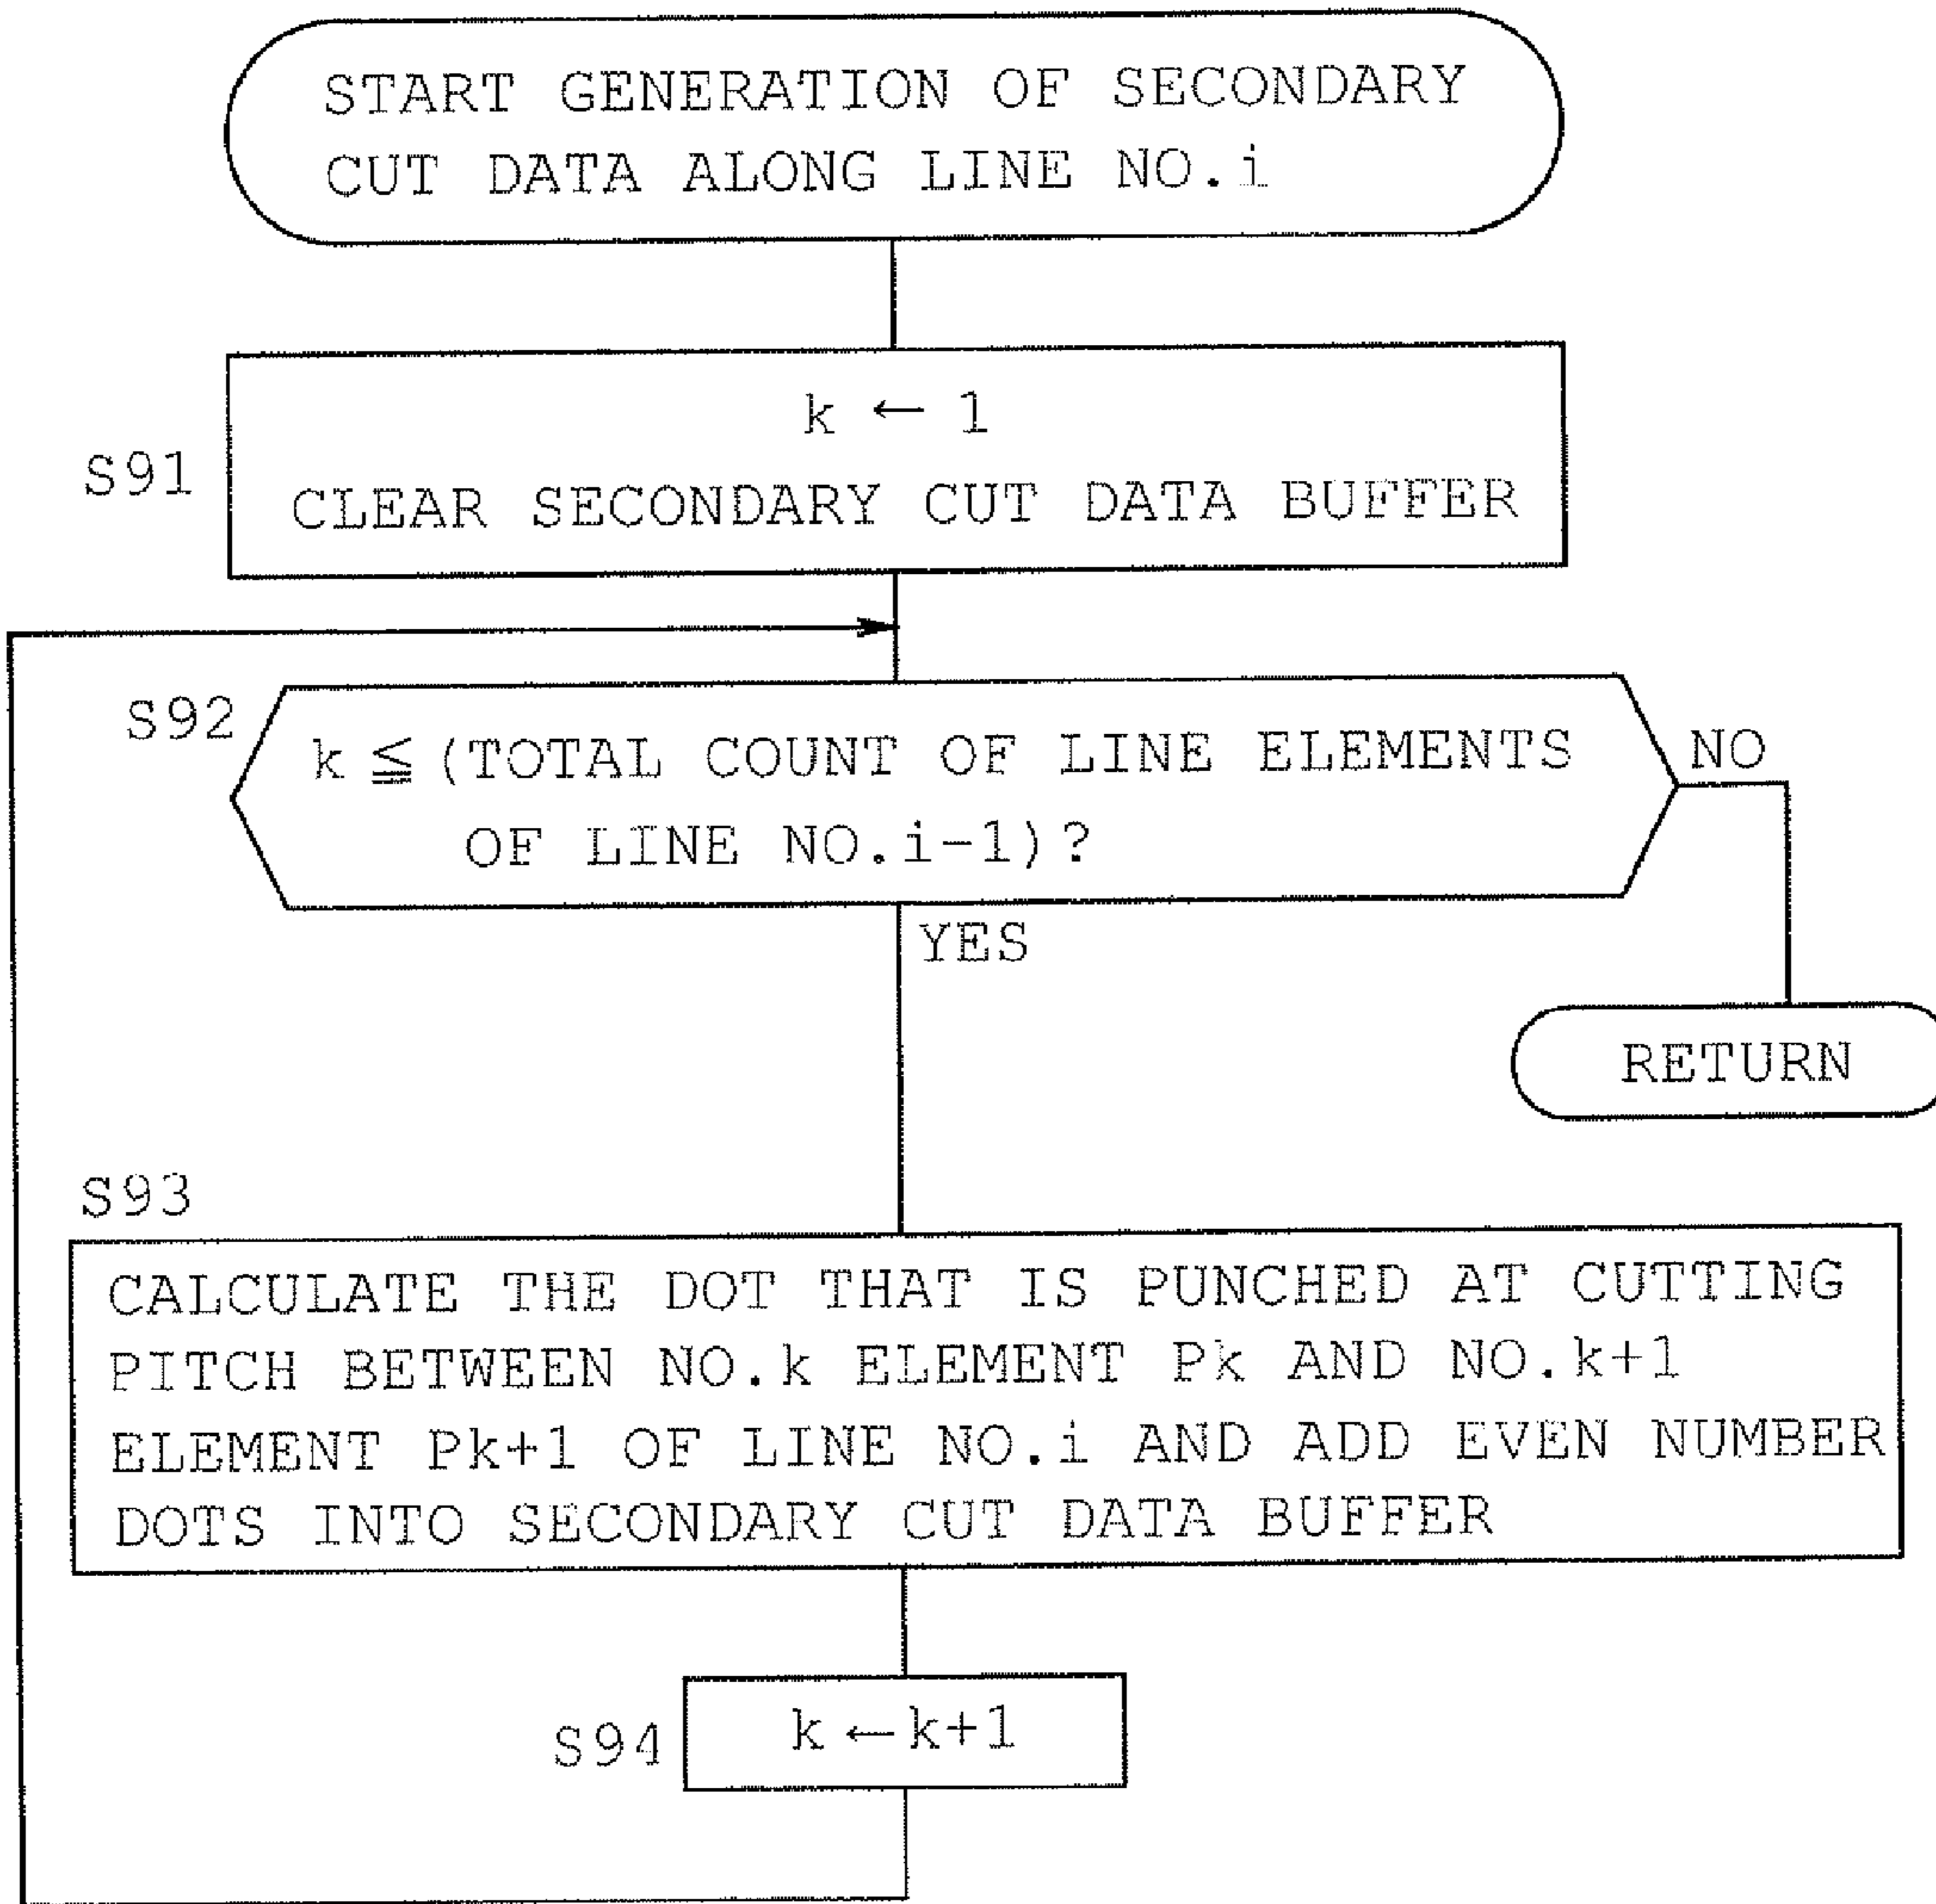 START GENERATION OF SECONDARY
CUT DATA ALONG LINE NO.i
k ← 1
S91
CLEAR SECONDARY CUT DATA BUFFER
S92
k ≦ (TOTAL COUNT OF LINE ELEMENTS
OF LINE NO.i-1)?
NO
YES
RETURN
S93
CALCULATE THE DOT THAT IS PUNCHED AT CUTTING
PITCH BETWEEN NO.k ELEMENT Pk AND NO.k+1
ELEMENT Pk+1 OF LINE NO.i AND ADD EVEN NUMBER
DOTS INTO SECONDARY CUT DATA BUFFER
S94
k ← k+1